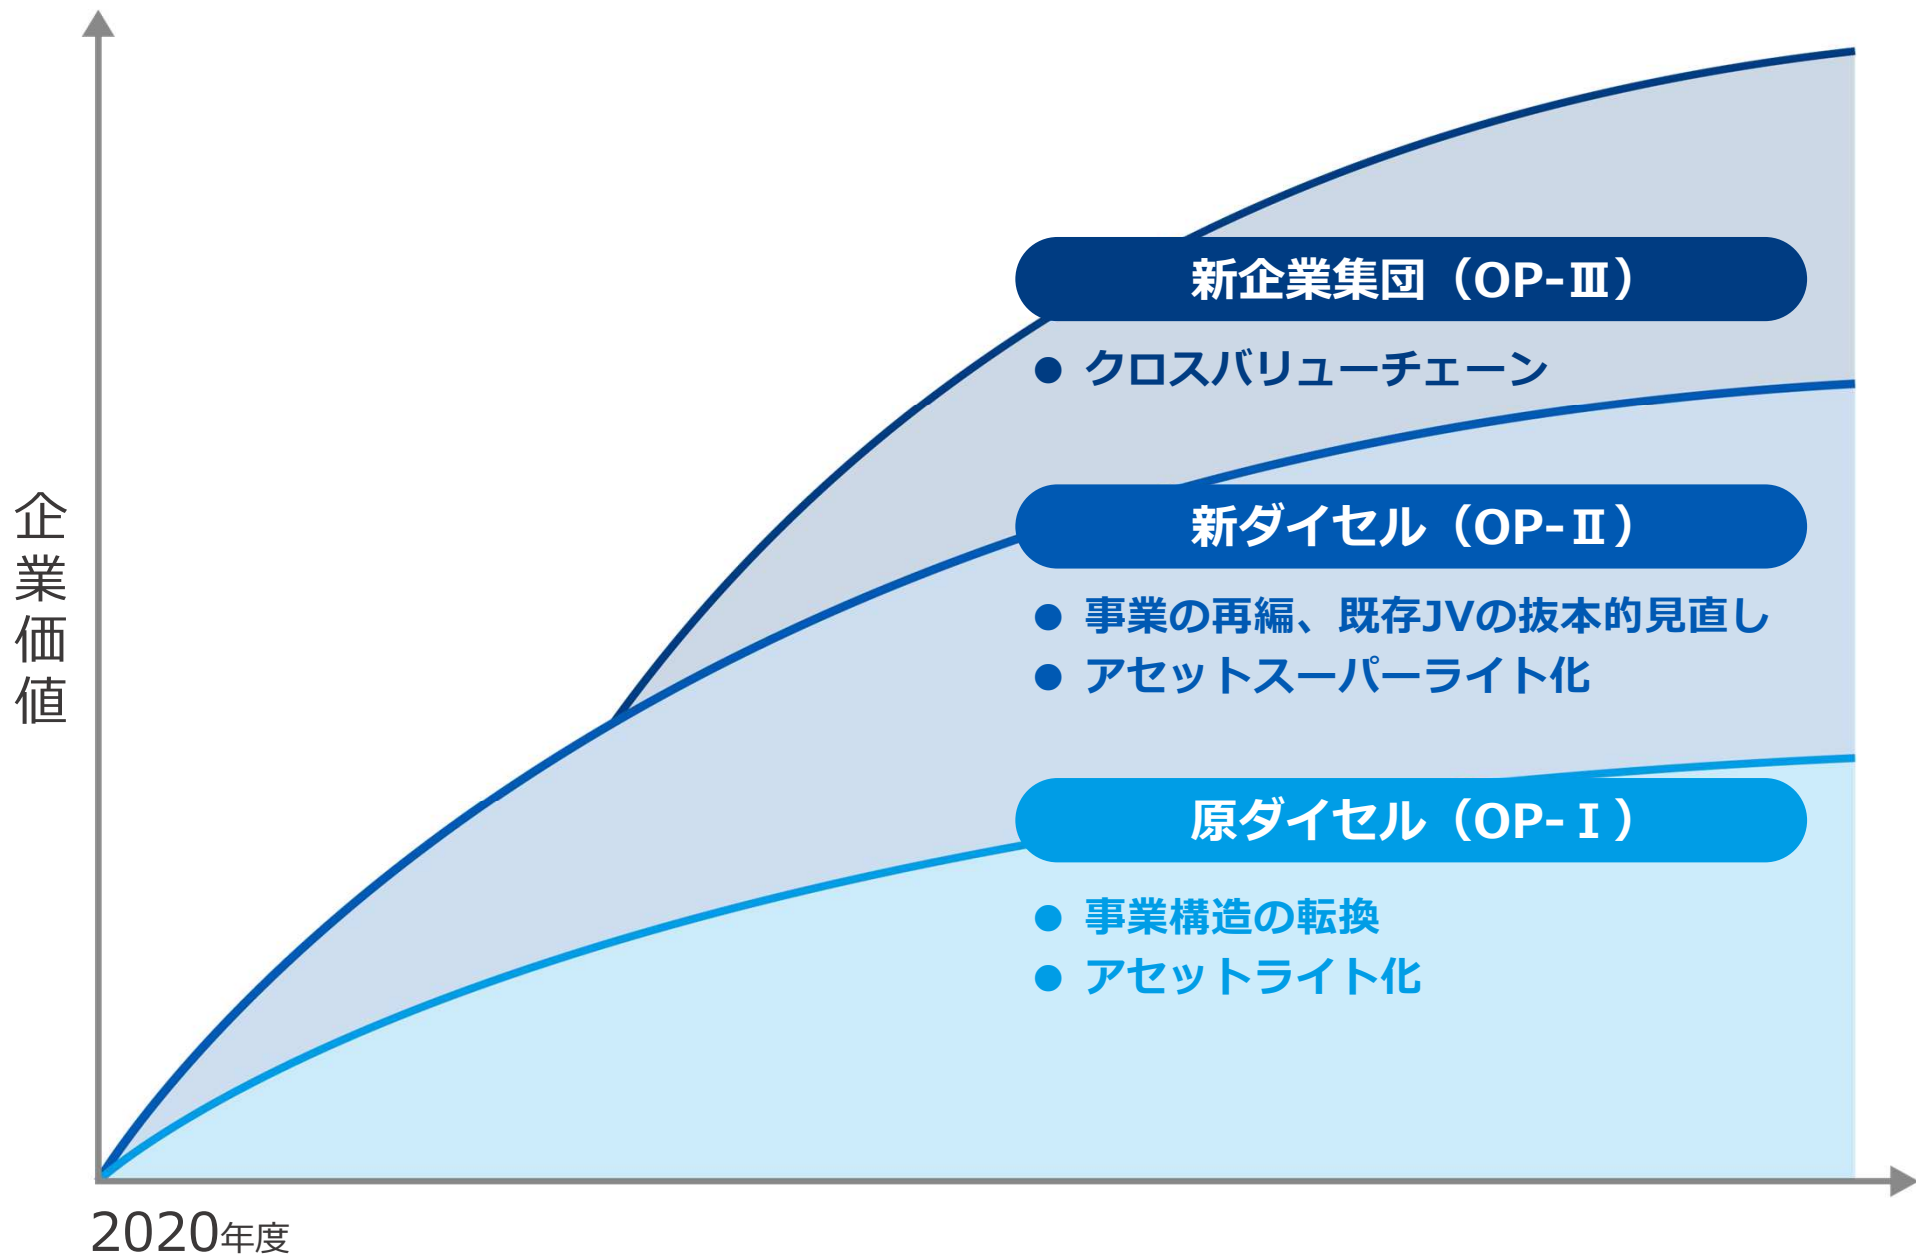 企業価値
新企業集団（OP-Ⅲ）
● クロスバリューチェーン
新ダイセル（OP-Ⅱ）
● 事業の再編、既存JVの抜本的見直し
● アセットスーパーライト化
原ダイセル（OP-Ⅰ）
● 事業構造の転換
● アセットライト化
2020年度